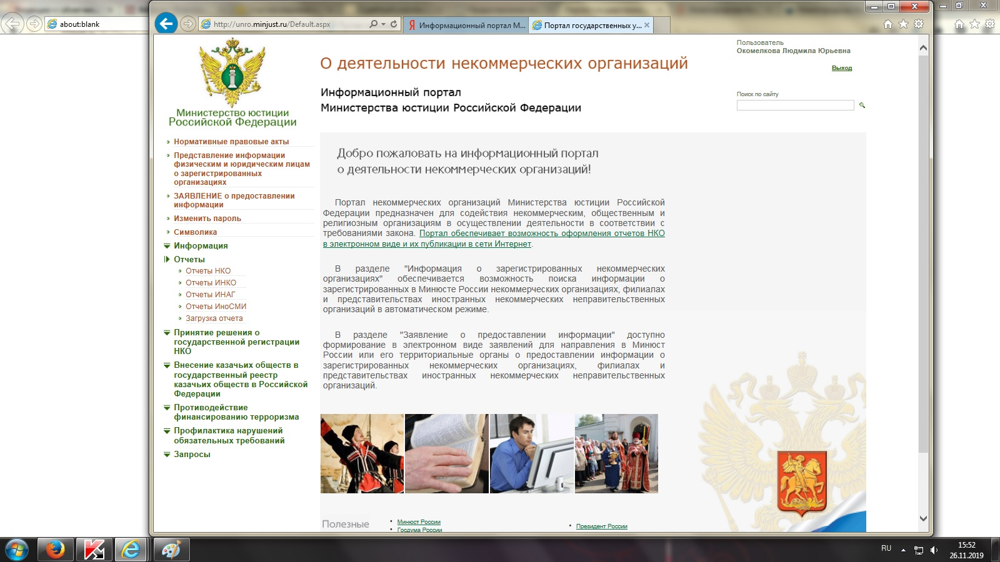 about:blank
http://unro.minjust.ru/Default.aspx
Информационный портал М...
Портал государственных у...
Министерство юстиции
Российской Федерации
О деятельности некоммерческих организаций
Информационный портал
Министерства юстиции Российской Федерации
Пользователь
Окомелкова Людмила Юрьевна
Выход
Поиск по сайту
Нормативные правовые акты
Представление информации
физическим и юридическим лицам
о зарегистрированных
организациях
ЗАЯВЛЕНИЕ о предоставлении
информации
Изменить пароль
Символика
Информация
Отчеты
Отчеты НКО
Отчеты ИНКО
Отчеты ИНАГ
Отчеты ИноСМИ
Загрузка отчета
Принятие решения о
государственной регистрации
НКО
Внесение казачьих обществ в
государственный реестр
казачьих обществ в Российской
Федерации
Противодействие
финансированию терроризма
Профилактика нарушений
обязательных требований
Запросы
Добро пожаловать на информационный портал
о деятельности некоммерческих организаций!
Портал некоммерческих организаций Министерства юстиции Российской
Федерации предназначен для содействия некоммерческим, общественным и
религиозным организациям в осуществлении деятельности в соответствии с
требованиями закона. Портал обеспечивает возможность оформления отчетов НКО
в электронном виде и их публикации в сети Интернет.
В разделе "Информация о зарегистрированных некоммерческих
организациях" обеспечивается возможность поиска информации о
зарегистрированных в Минюсте России некоммерческих организациях, филиалах
и представительствах иностранных некоммерческих неправительственных
организаций в автоматическом режиме.
В разделе "Заявление о предоставлении информации" доступно
формирование в электронном виде заявлений для направления в Минюст
России или его территориальные органы о предоставлении информации о
зарегистрированных некоммерческих организациях, филиалах и
представительствах иностранных некоммерческих неправительственных
организаций.
Полезные
Минюст России
Госдума России
Президент России
RU
15:52
26.11.2019